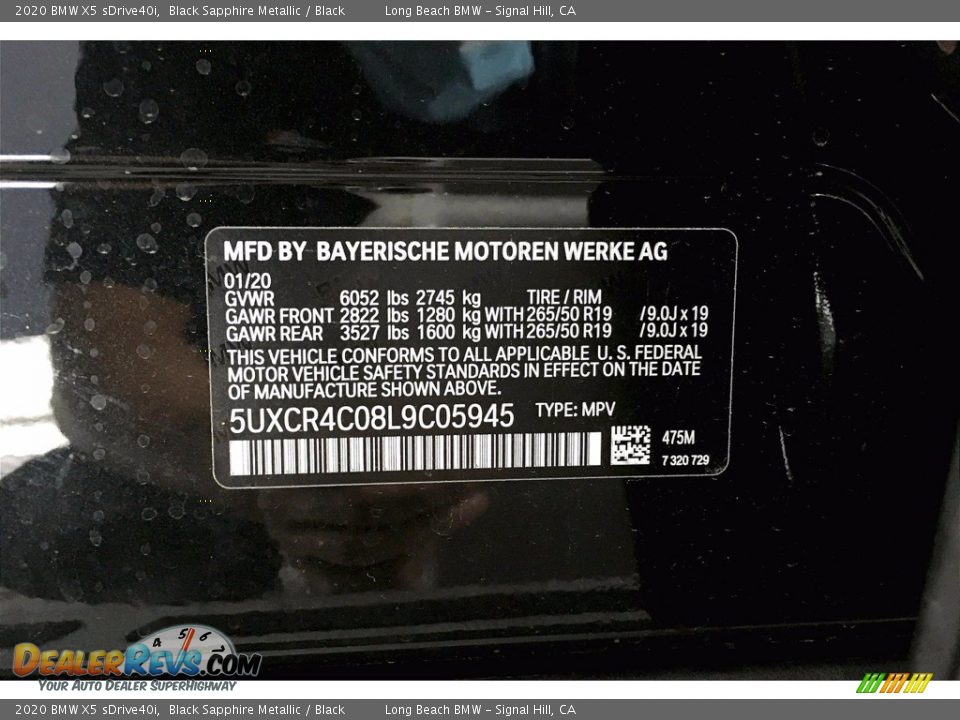 2020 BMW X5 sDrive40i, Black Sapphire Metallic / Black Long Beach BMW - Signal Hill, CA
MFD BY BAYERISCHE MOTOREN WERKE AG
01/20
GVWR 6052 lbs 2745 kg TIRE / RIM
GAWR FRONT 2822 lbs 1280 kg WITH 265/50 R19 /9.0J x 19
GAWR REAR 3527 lbs 1600 kg WITH 265/50 R19 /9.0J x 19
THIS VEHICLE CONFORMS TO ALL APPLICABLE U. S. FEDERAL
MOTOR VEHICLE SAFETY STANDARDS IN EFFECT ON THE DATE
OF MANUFACTURE SHOWN ABOVE.
5UXCR4C08L9C05945 TYPE: MPV
475M
7 320 729
4 5 6
DealerRevs.com
Your Auto Dealer SuperHighway
2020 BMW X5 sDrive40i, Black Sapphire Metallic / Black Long Beach BMW - Signal Hill, CA